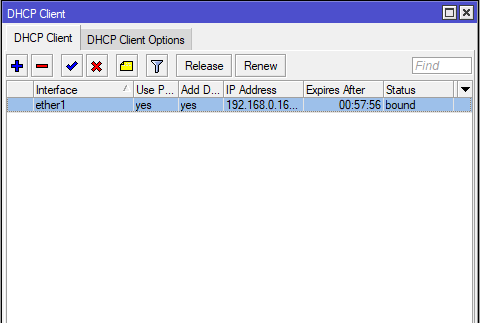 DHCP Client
DHCP Client DHCP Client Options
Release Renew Find
Interface / Use P... Add D... IP Address Expires After Status
ether1 yes yes 192.168.0.16... 00:57:56 bound